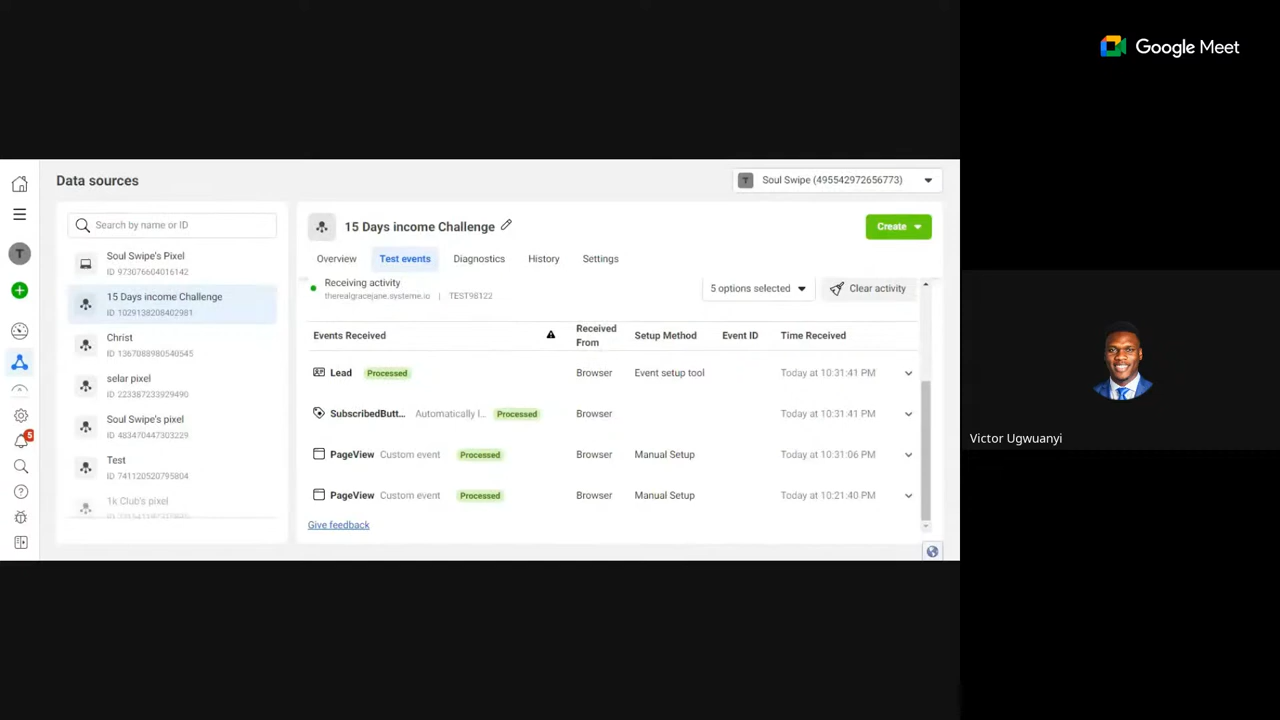 Google Meet
Data sources
T
Soul Swipe (495542972656773)
Search by name or ID
Soul Swipe's Pixel
ID 973076604016142
15 Days income Challenge
ID 1029138208402981
Christ
ID 1367088980540545
selar pixel
ID 223387233929490
Soul Swipe's pixel
ID 483470447303229
Test
ID 741120520795804
1k Club's pixel
T
5
15 Days income Challenge
Create
Overview
Test events
Diagnostics
History
Settings
Receiving activity
therealgracejane.systeme.io | TEST98122
5 options selected
Clear activity
Events Received
Received From
Setup Method
Event ID
Time Received
Lead Processed Browser Event setup tool Today at 10:31:41 PM
SubscribedButt... Automatically l... Processed Browser Today at 10:31:41 PM
PageView Custom event Processed Browser Manual Setup Today at 10:31:06 PM
PageView Custom event Processed Browser Manual Setup Today at 10:21:40 PM
Give feedback
Victor Ugwuanyi